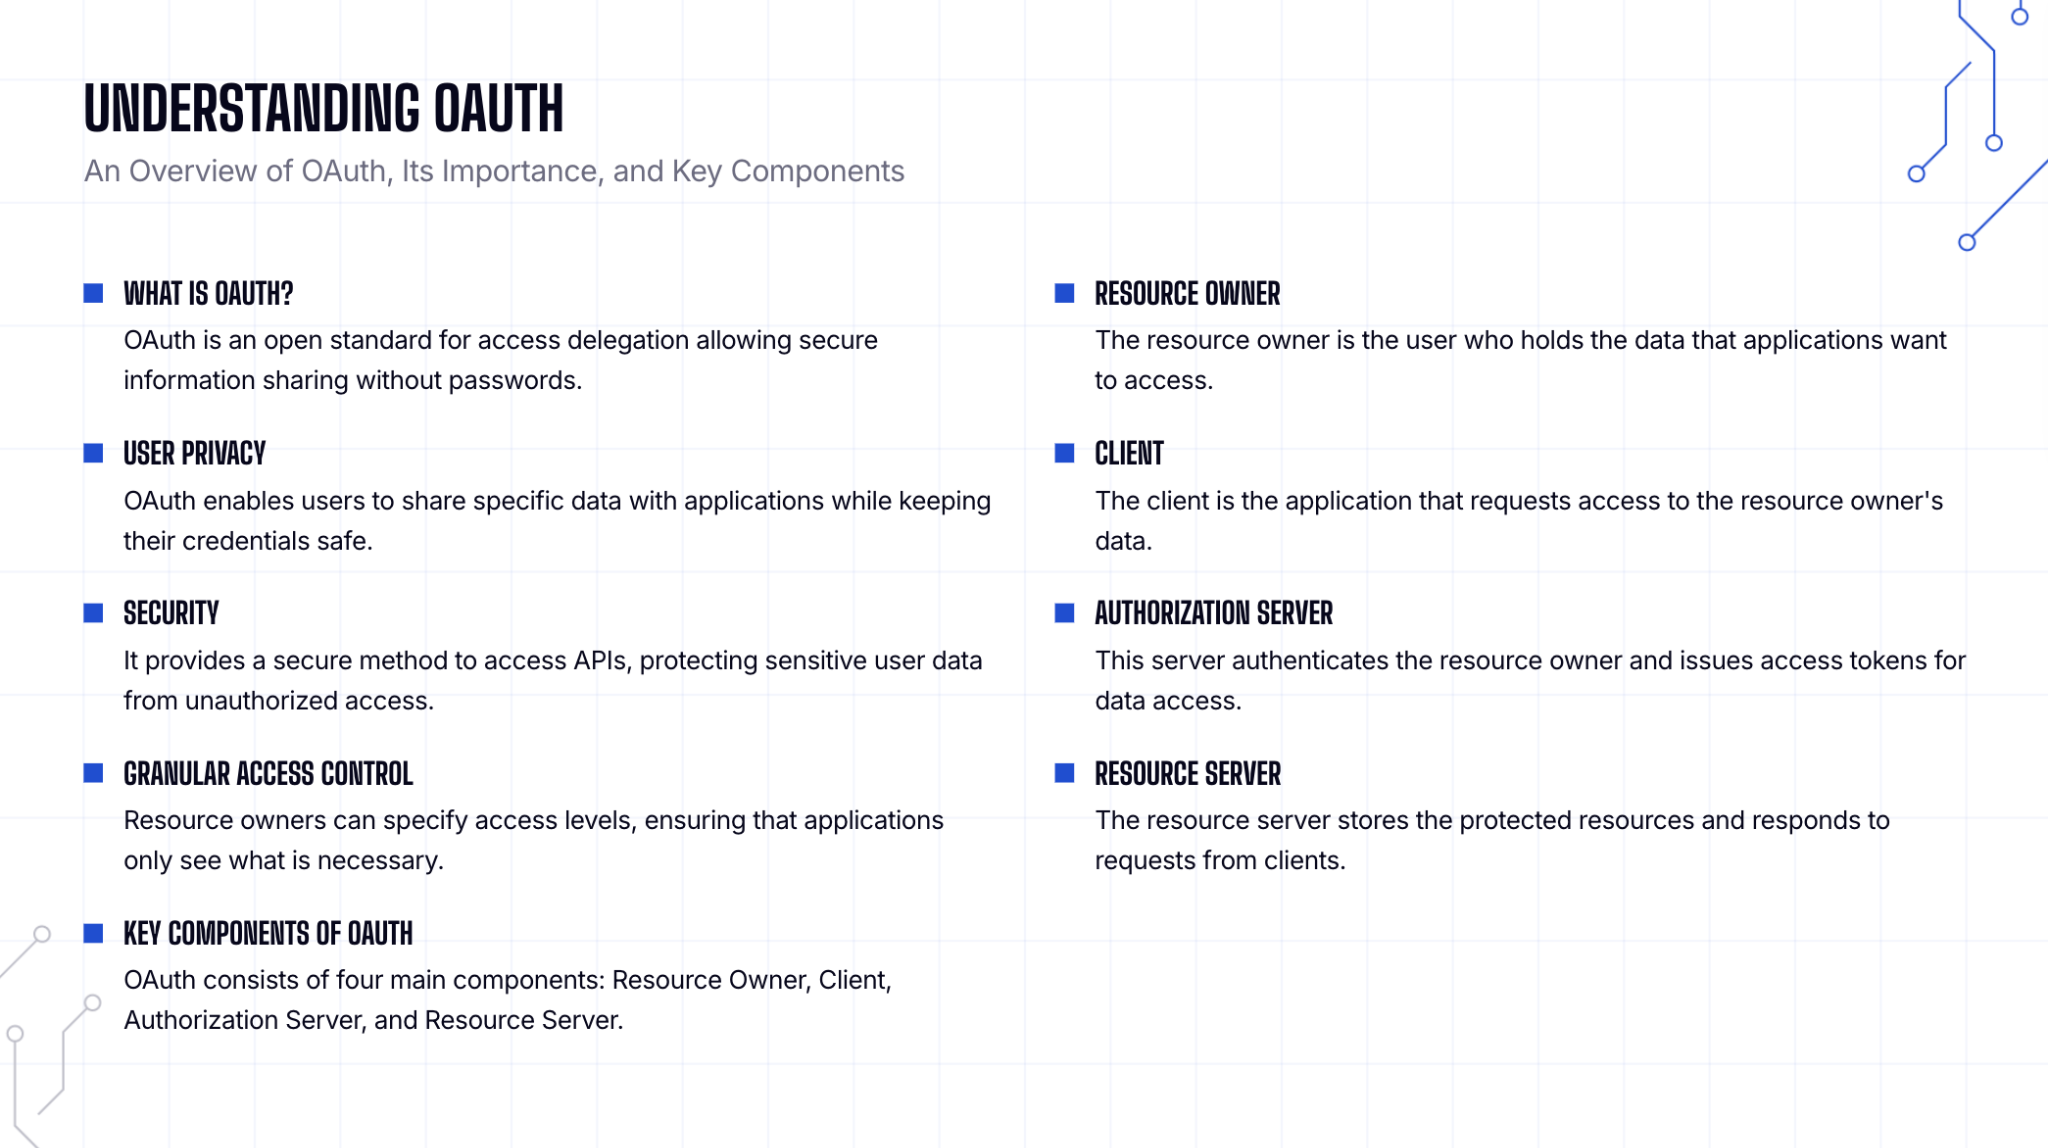 UNDERSTANDING OAUTH
An Overview of OAuth, Its Importance, and Key Components
WHAT IS OAUTH?
OAuth is an open standard for access delegation allowing secure
information sharing without passwords.
USER PRIVACY
OAuth enables users to share specific data with applications while keeping
their credentials safe.
SECURITY
It provides a secure method to access APIs, protecting sensitive user data
from unauthorized access.
GRANULAR ACCESS CONTROL
Resource owners can specify access levels, ensuring that applications
only see what is necessary.
KEY COMPONENTS OF OAUTH
OAuth consists of four main components: Resource Owner, Client,
Authorization Server, and Resource Server.
RESOURCE OWNER
The resource owner is the user who holds the data that applications want
to access.
CLIENT
The client is the application that requests access to the resource owner's
data.
AUTHORIZATION SERVER
This server authenticates the resource owner and issues access tokens for
data access.
RESOURCE SERVER
The resource server stores the protected resources and responds to
requests from clients.